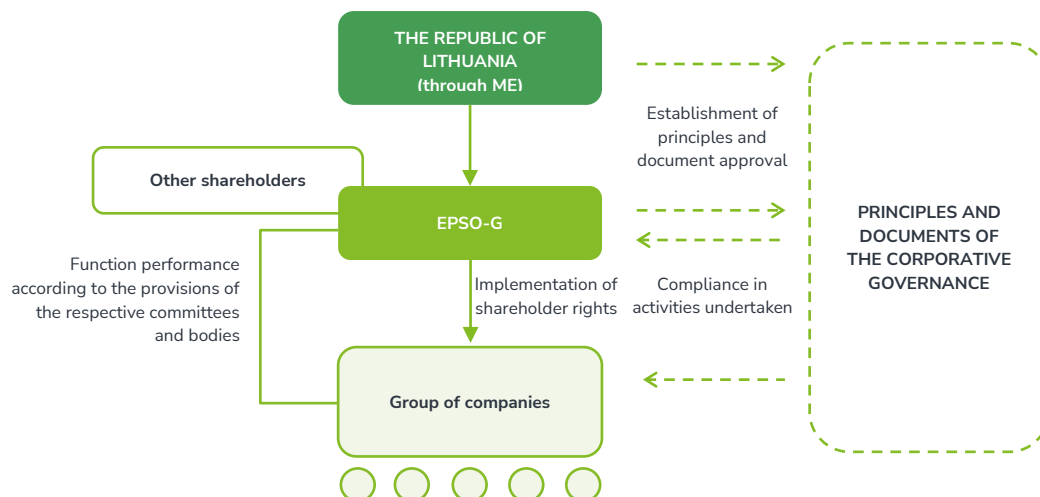 THE REPUBLIC OF
LITHUANIA
(through ME)
Establishment of
principles and
document approval
Other shareholders
EPSO-G
PRINCIPLES AND
DOCUMENTS OF
THE CORPORATIVE
GOVERNANCE
Function performance
according to the provisions of
the respective committees
and bodies
Implementation of
shareholder rights
Compliance in
activities undertaken
Group of companies